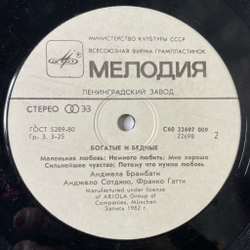 МИНИСТЕРСТВО КУЛЬТУРЫ СССР
ВСЕСОЮЗНАЯ ФИРМА ГРАМПЛАСТИНОК
МЕЛОДИЯ
ЛЕНИНГРАДСКИЙ ЗАВОД
СТЕРЕО 33
ГОСТ 5289-80
Гр. 3. 3-25
С60 22697 009
22698 2
БОГАТЫЕ И БЕДНЫЕ
Маленькая любовь; Немного любить; Мне хорошо
Сильнейшее чувство; Потому что нужна любовь
Анджела Брамбати
Анджело Сотджю, Франко Гатти
Manufactured under license
of ARIOLA Group of
Companies, München
Запись 1982 г.